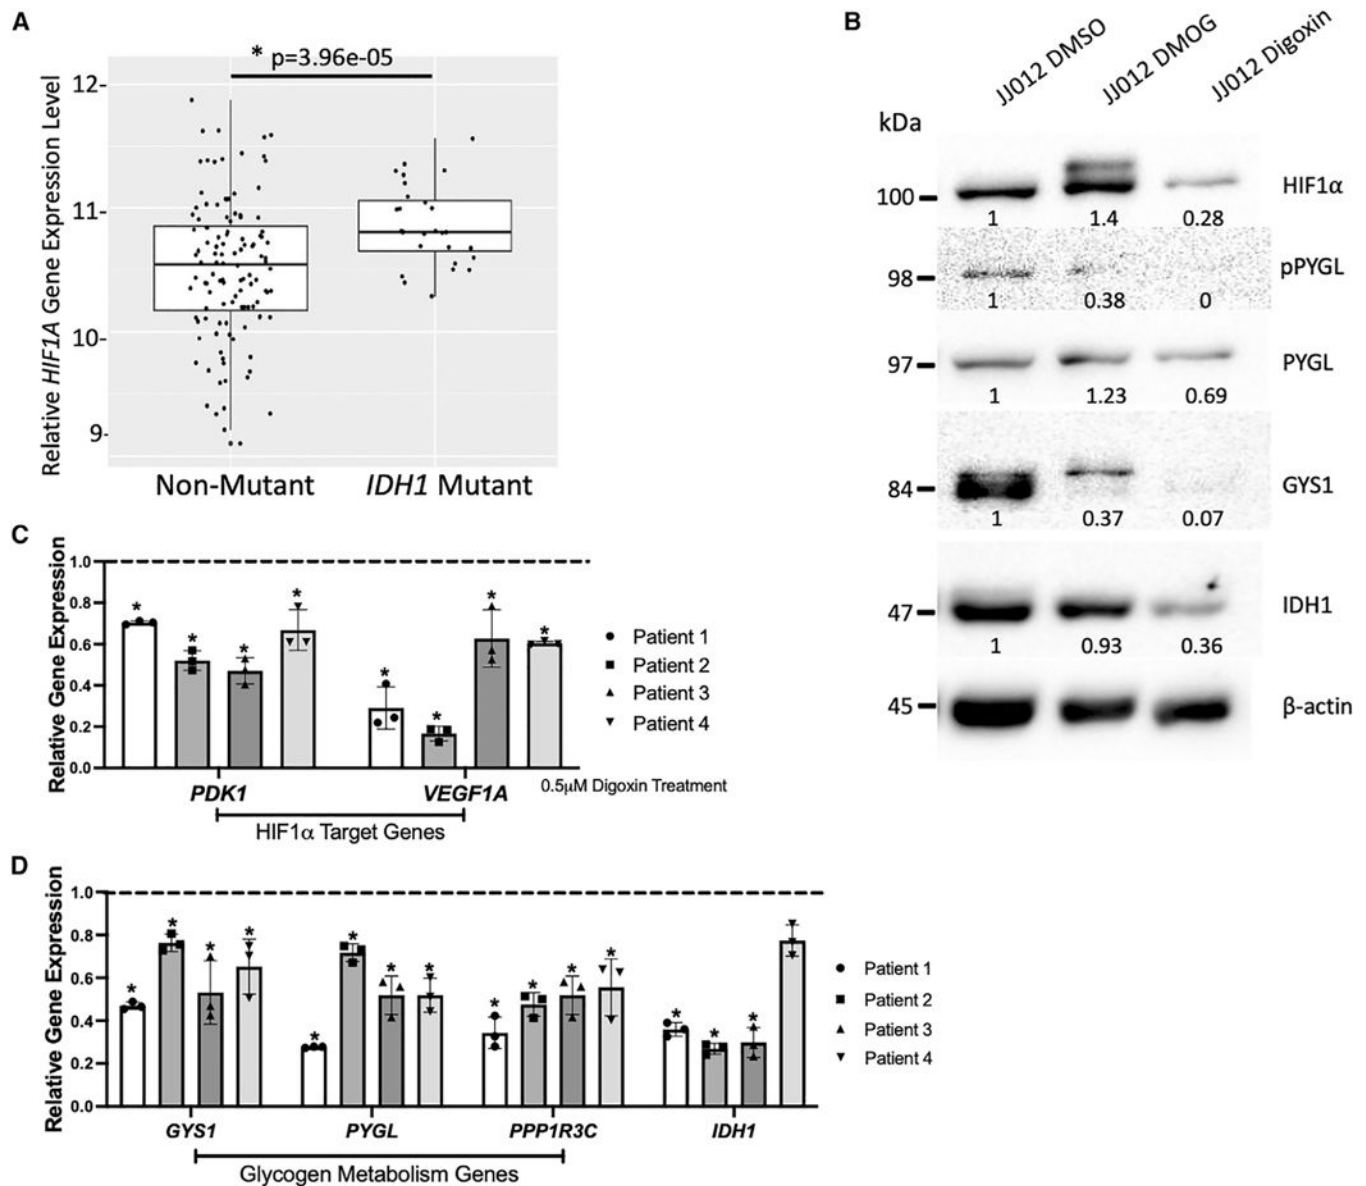 A
* p=3.96e-05
Relative HIF1A Gene Expression Level
12-
11-
10-
9-
Non-Mutant
IDH1 Mutant
B
JJ012 DMSO
JJ012 DMOG
JJ012 Digoxin
kDa
100
HIF1α
1 1.4 0.28
98
pPYGL
1 0.38 0
97
PYGL
1 1.23 0.69
84
GYS1
1 0.37 0.07
47
IDH1
1 0.93 0.36
45
β-actin
C
Relative Gene Expression
1.0
0.8
0.6
0.4
0.2
0.0
* * * * * * * *
PDK1
VEGF1A
0.5μM Digoxin Treatment
HIF1α Target Genes
Patient 1
Patient 2
Patient 3
Patient 4
D
Relative Gene Expression
1.0
0.8
0.6
0.4
0.2
0.0
* * * * * * * * * * * * * * *
GYS1
PYGL
PPP1R3C
IDH1
Glycogen Metabolism Genes
Patient 1
Patient 2
Patient 3
Patient 4